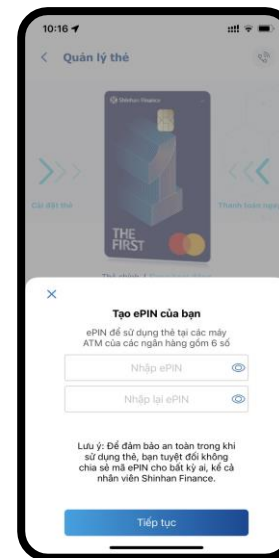 10:16
Quản lý thẻ
Shinhan Finance
Cài đặt thẻ
Thanh toán ngay
THE
FIRST
Tạo ePIN của bạn
ePIN để sử dụng thẻ tại các máy
ATM của các ngân hàng gồm 6 số
Nhập ePIN
Nhập lại ePIN
Lưu ý: Để đảm bảo an toàn trong khi
sử dụng thẻ, bạn tuyệt đối không
chia sẻ mã ePIN cho bất kỳ ai, kể cả
nhân viên Shinhan Finance.
Tiếp tục